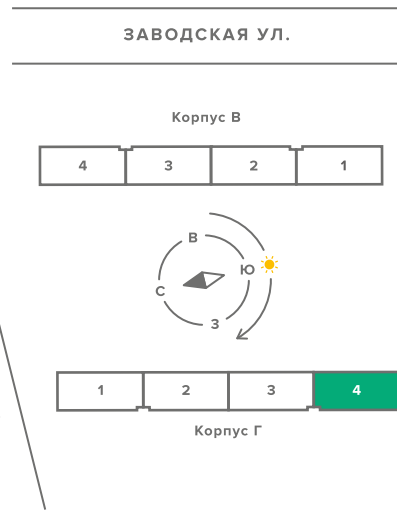 ЗАВОДСКАЯ УЛ.
Корпус В
4 3 2 1
В
Ю
С
З
1 2 3 4
Корпус Г